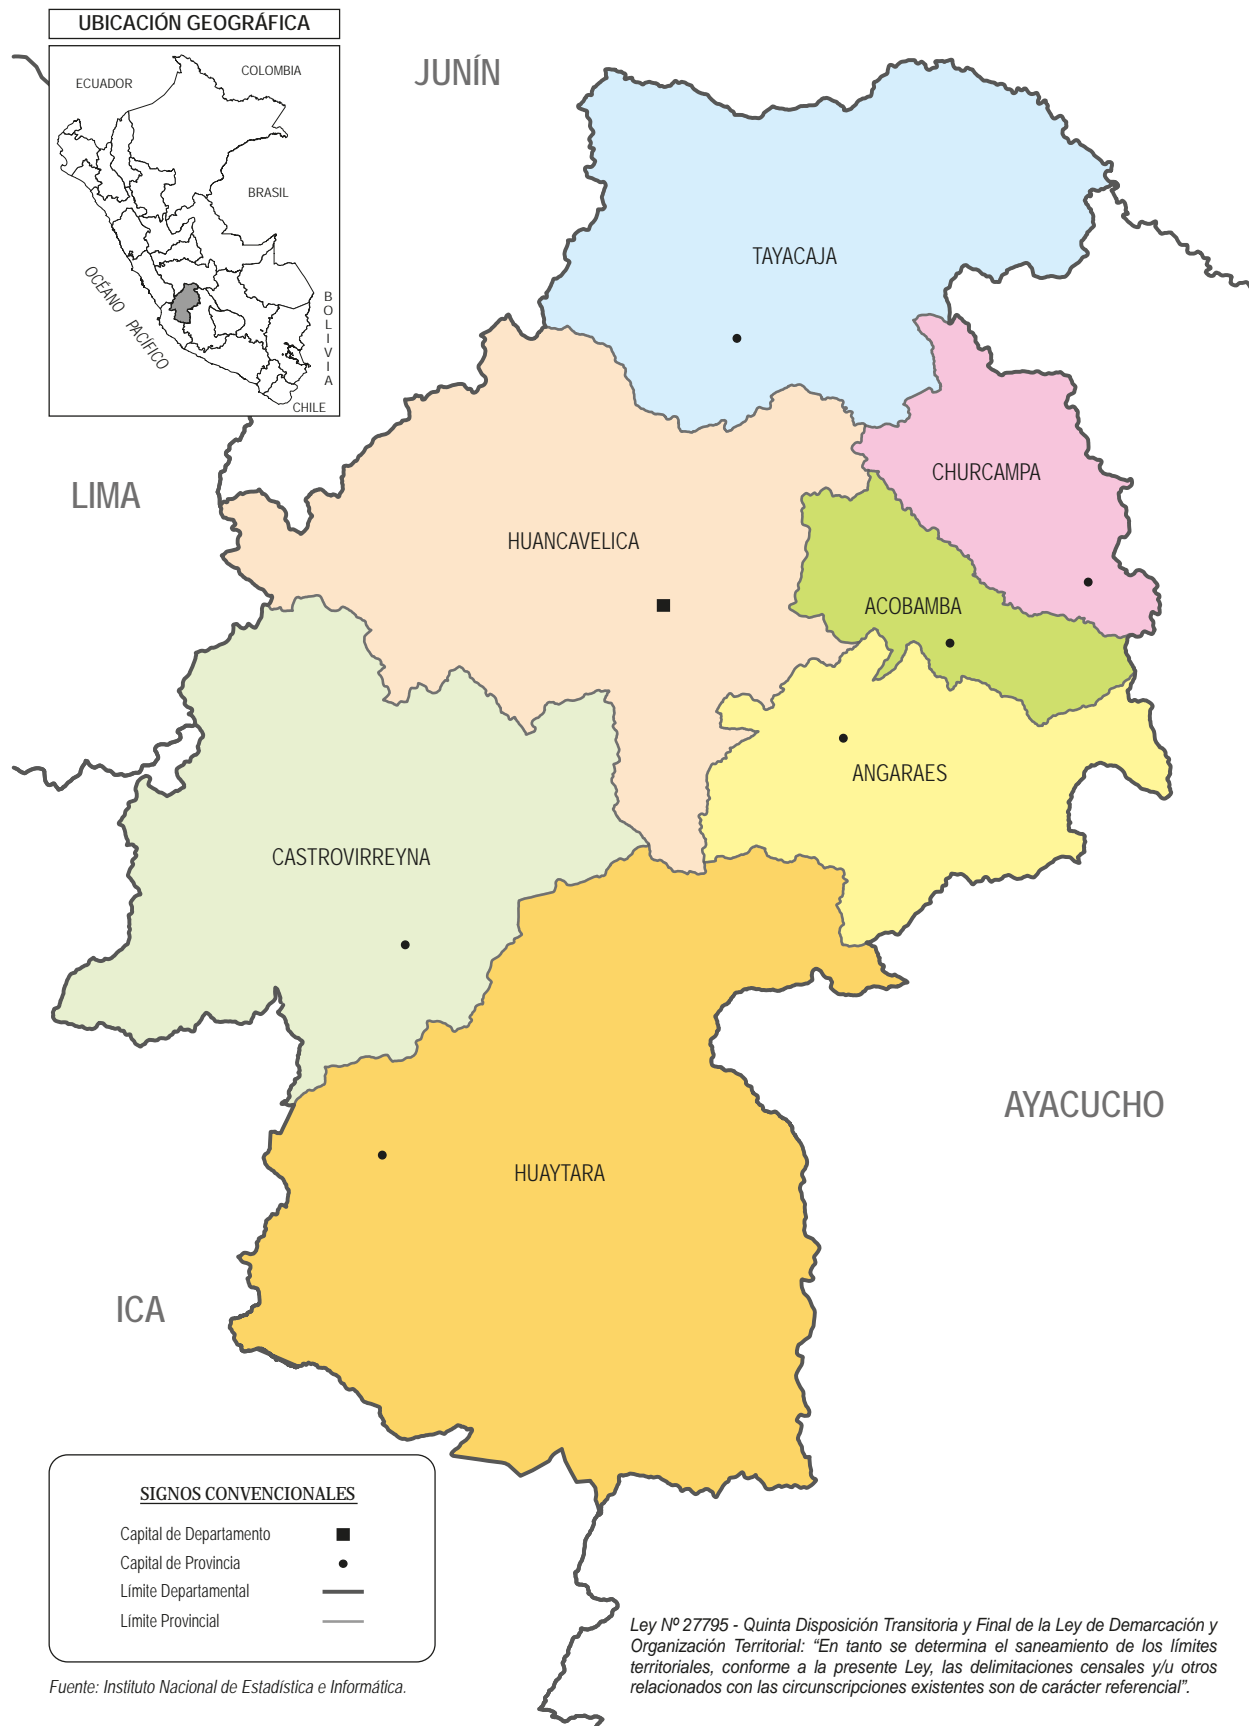 UBICACIÓN GEOGRÁFICA
COLOMBIA
ECUADOR
BRASIL
OCÉANO PACÍFICO
BOLIVIA
CHILE
JUNÍN
TAYACAJA
LIMA
CHURCAMPA
HUANCAVELICA
ACOBAMBA
ANGARAES
CASTROVIRREYNA
AYACUCHO
HUAYTARA
ICA
SIGNOS CONVENCIONALES
Capital de Departamento
Capital de Provincia
Límite Departamental
Límite Provincial
Ley Nº 27795 - Quinta Disposición Transitoria y Final de la Ley de Demarcación y
Organización Territorial: “En tanto se determina el saneamiento de los límites
territoriales, conforme a la presente Ley, las delimitaciones censales y/u otros
relacionados con las circunscripciones existentes son de carácter referencial”.
Fuente: Instituto Nacional de Estadística e Informática.